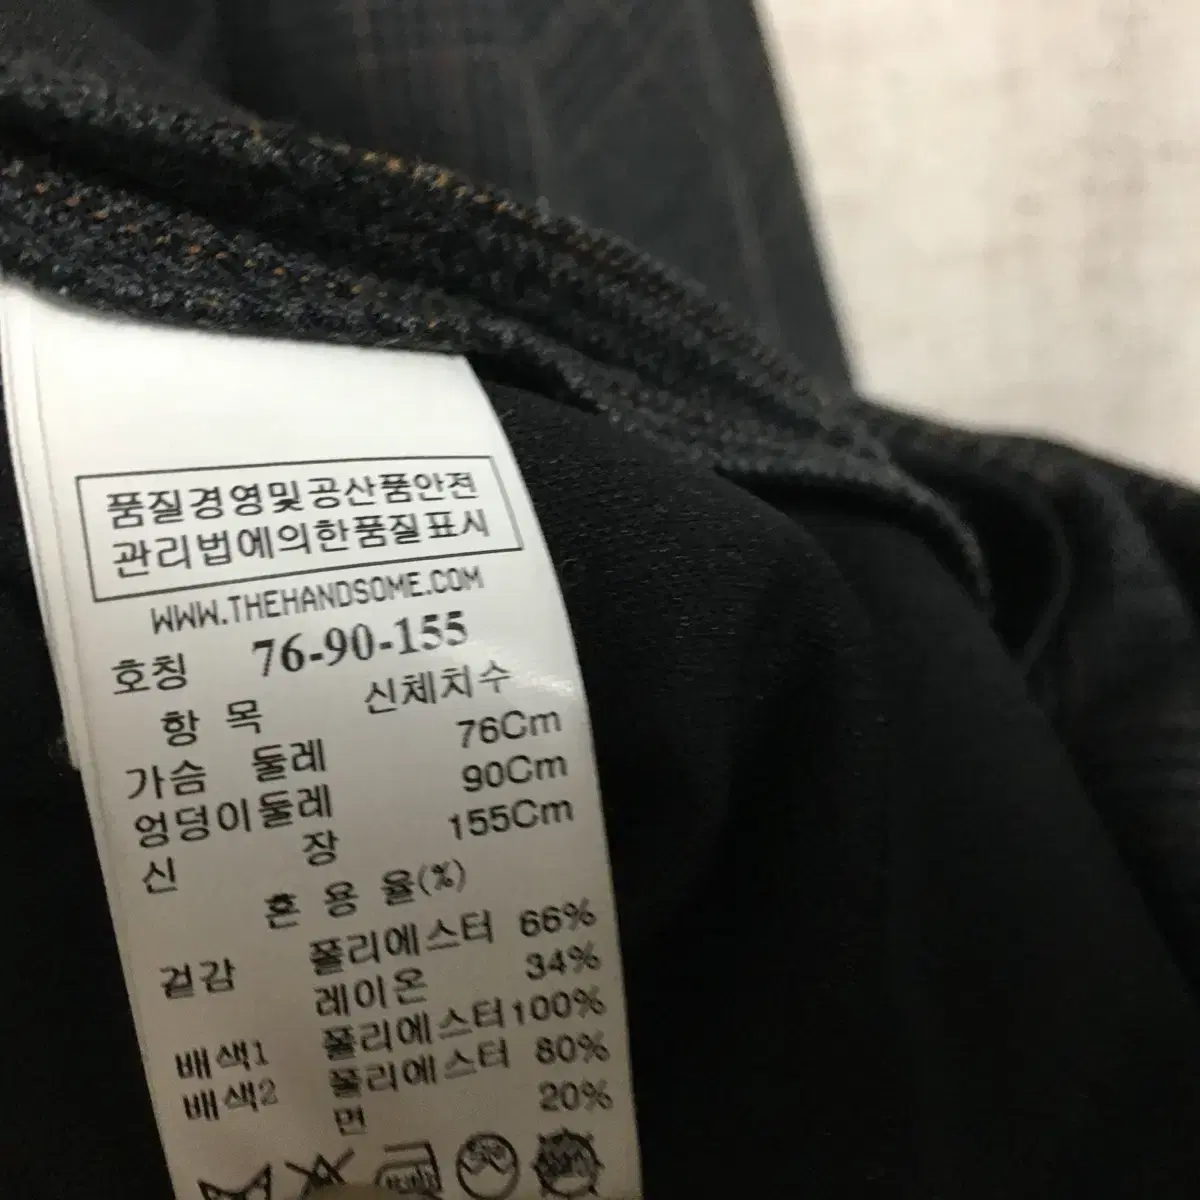 품질경영및공산품안전
관리법에의한품질표시
WWW.THEHANDSOME.COM
호칭 76-90-155
항 목 신체치수
가슴 둘레 76Cm
엉덩이둘레 90Cm
신 장 155Cm
혼 용 율(%)
겉감 폴리에스터 66%
레이온 34%
배색1 폴리에스터 100%
배색2 폴리에스터 80%
면 20%